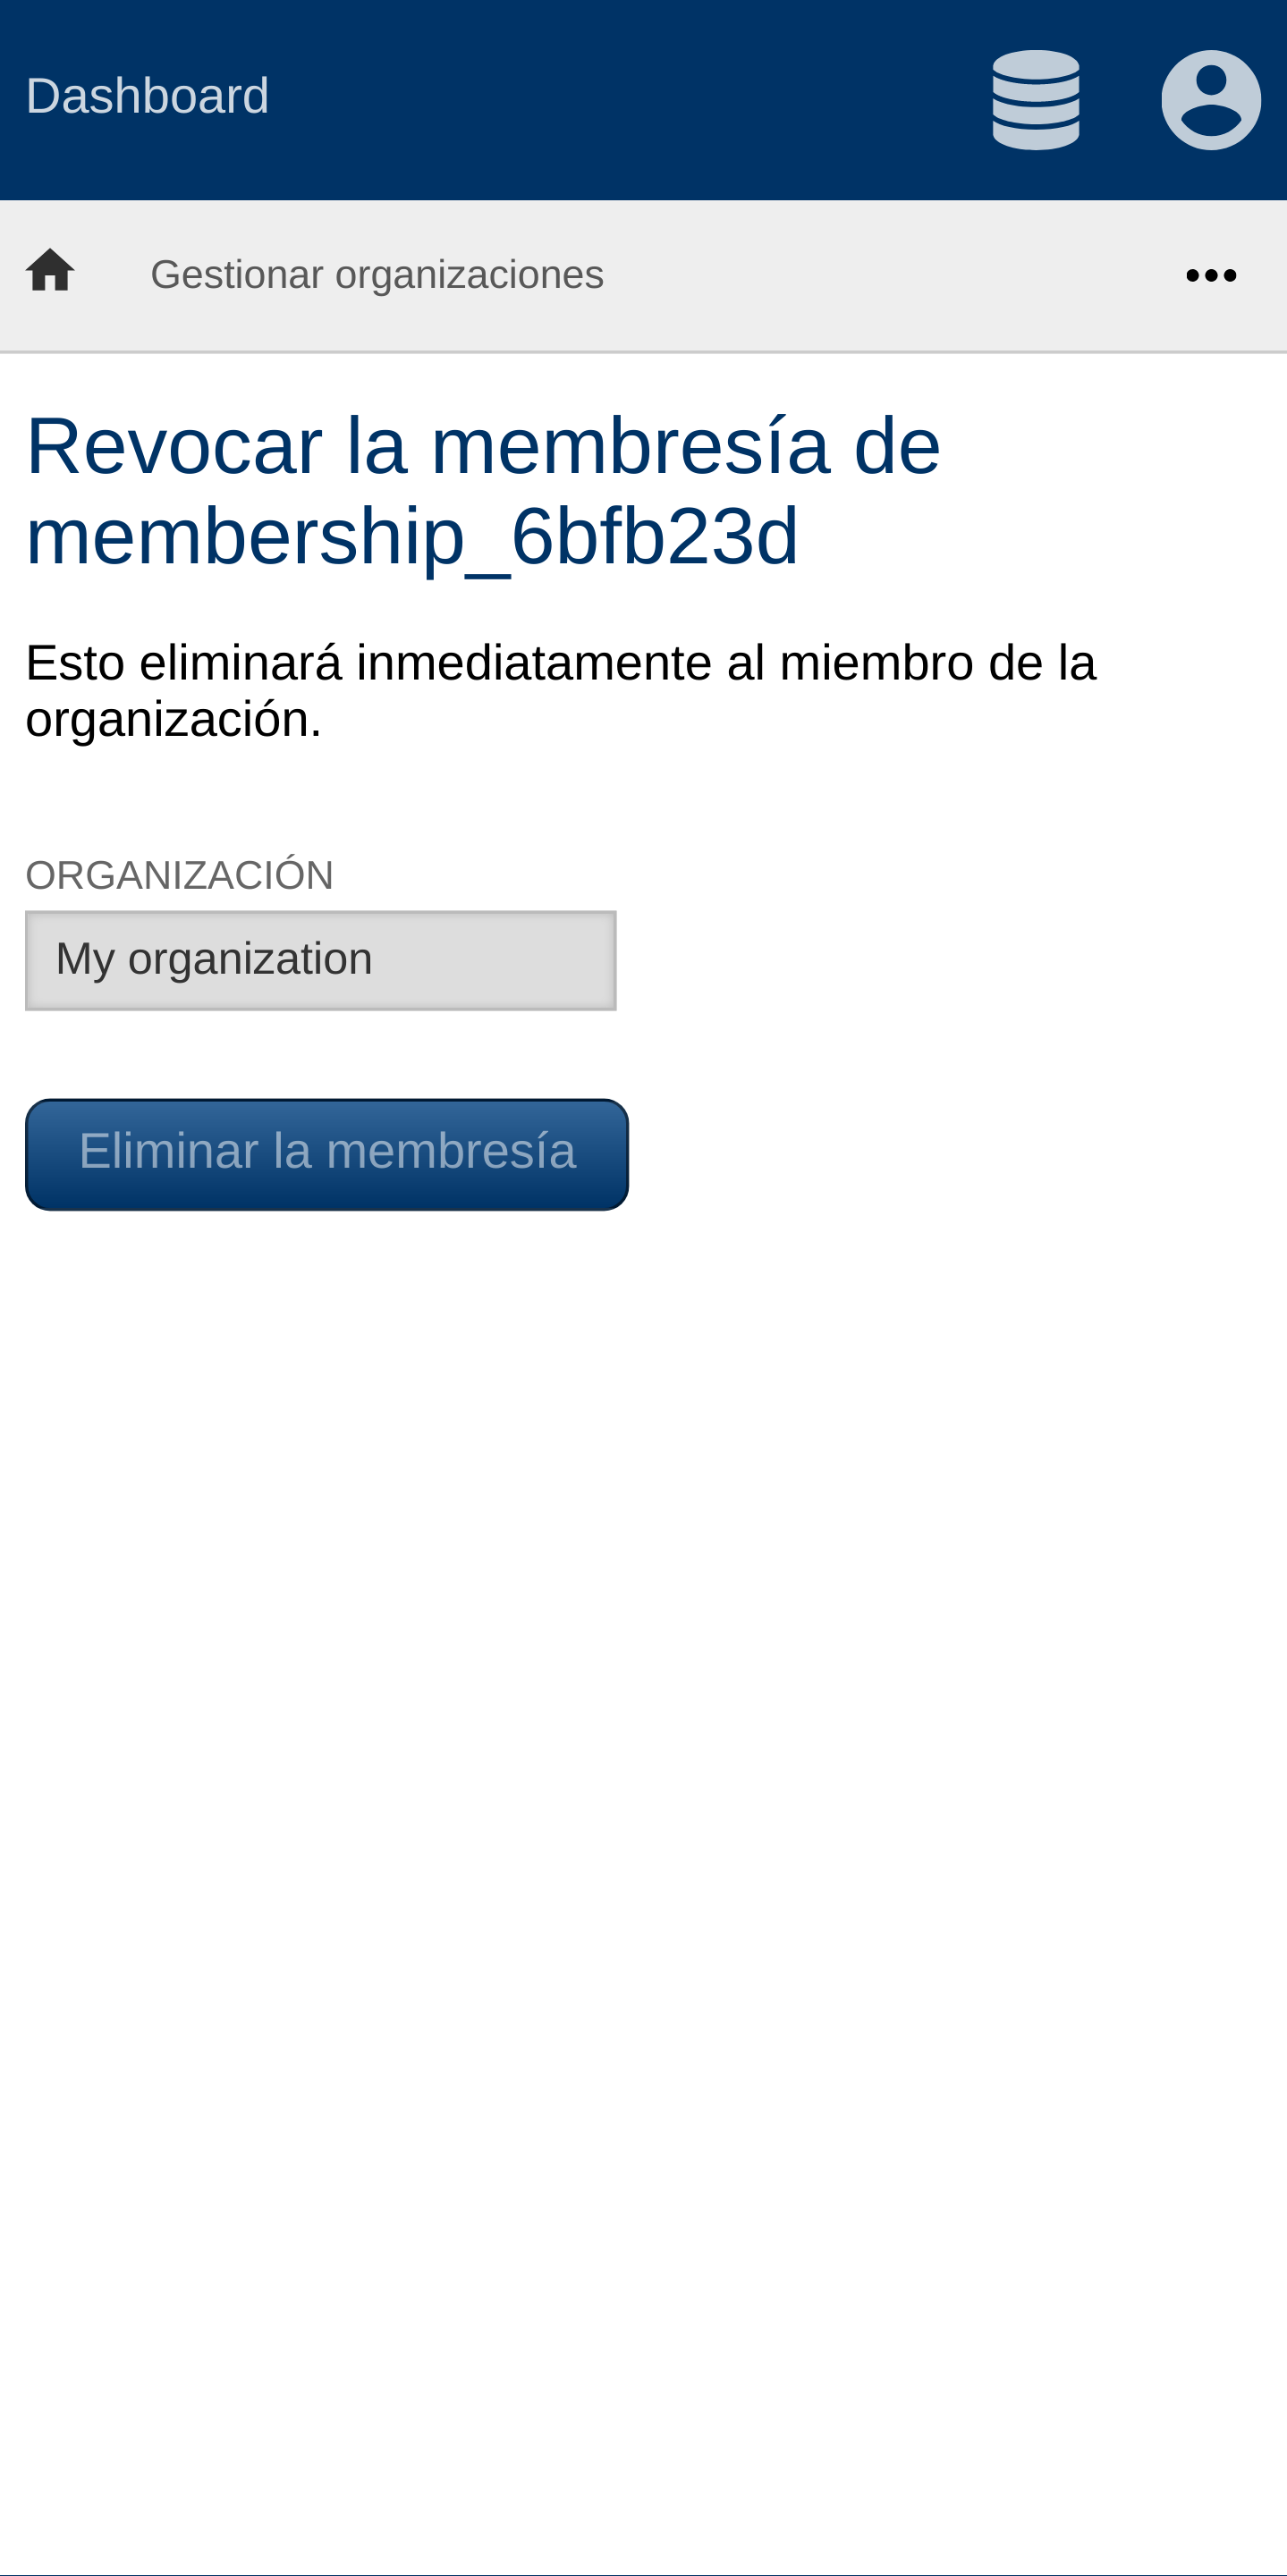 Dashboard
Gestionar organizaciones
Revocar la membresía de
membership_6bfb23d
Esto eliminará inmediatamente al miembro de la
organización.
ORGANIZACIÓN
My organization
Eliminar la membresía